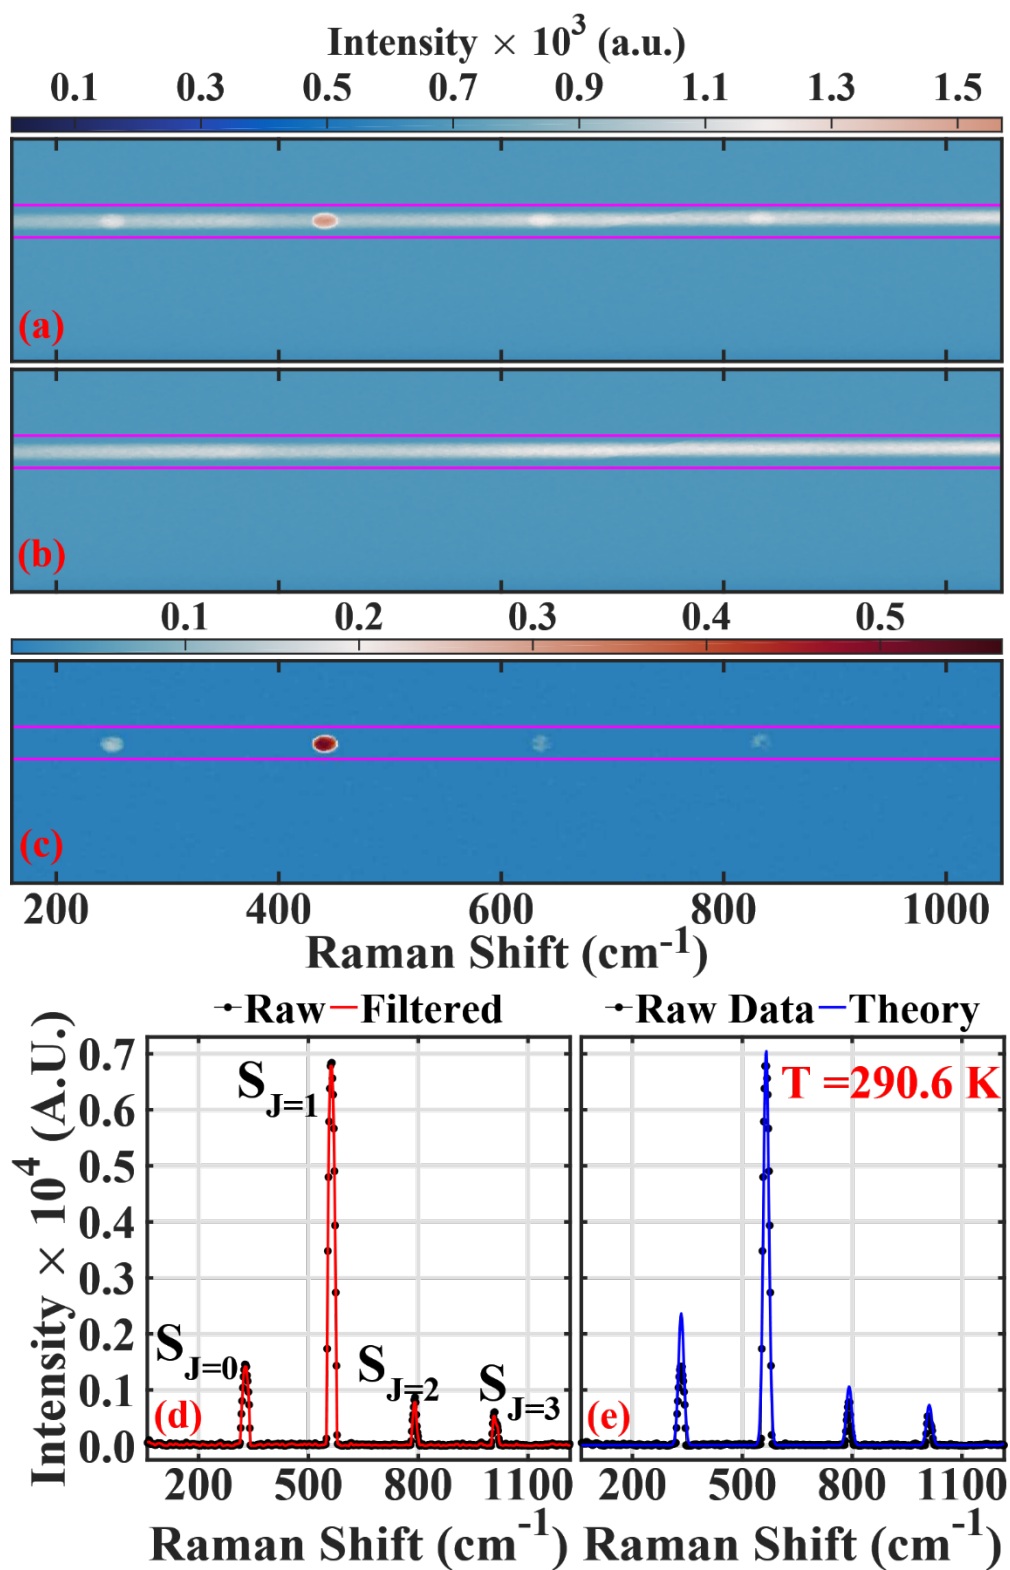 Intensity × 10³ (a.u.)
0.1 0.3 0.5 0.7 0.9 1.1 1.3 1.5
(a)
(b)
0.1 0.2 0.3 0.4 0.5
(c)
200 400 600 800 1000
Raman Shift (cm⁻¹)
Raw Filtered
Raw Data Theory
Intensity × 10⁴ (A.U.)
0.7
0.6
0.5
0.4
0.3
0.2
0.1
0.0
S_J=1
S_J=0
S_J=2
S_J=3
(d)
T =290.6 K
(e)
200 500 800 1100
200 500 800 1100
Raman Shift (cm⁻¹)
Raman Shift (cm⁻¹)